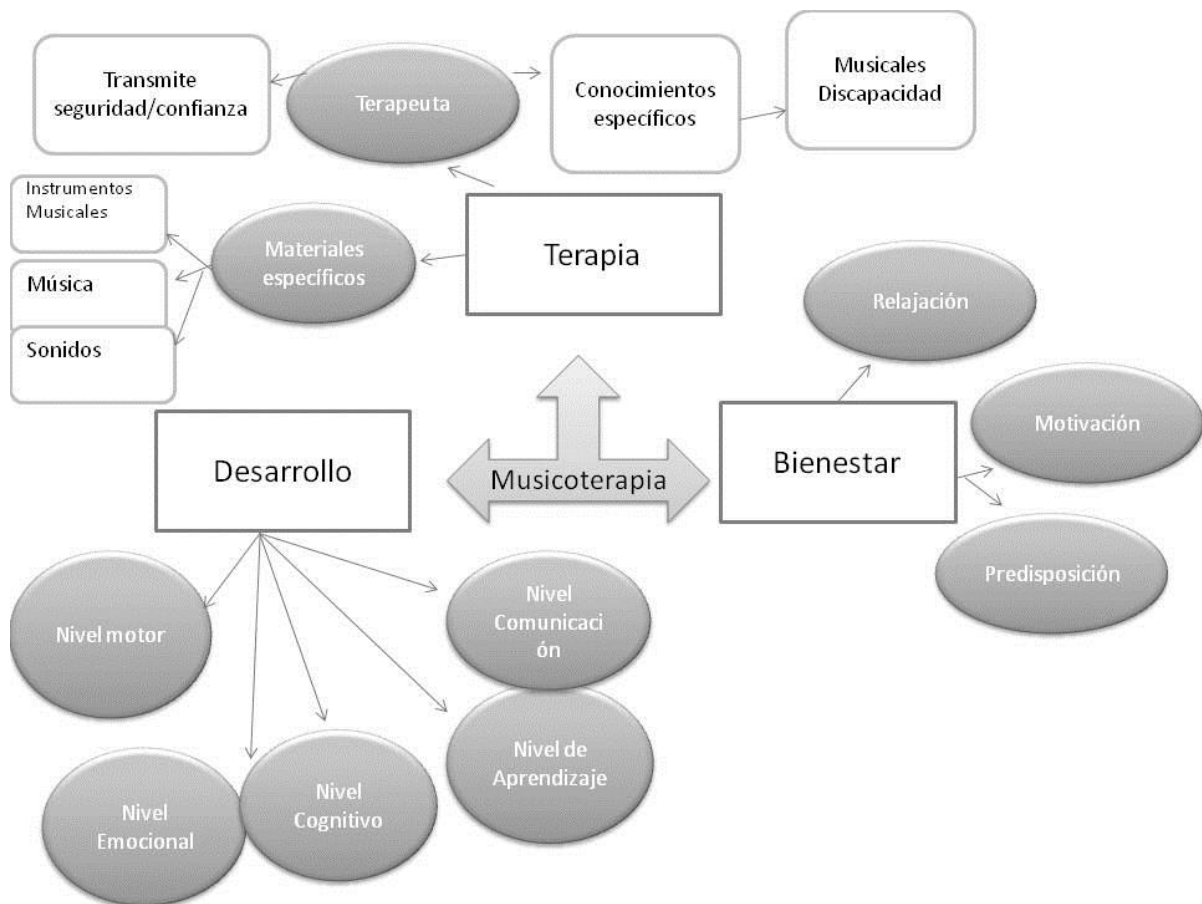 Transmite
seguridad/confianza
Terapeuta
Conocimientos
específicos
Musicales
Discapacidad
Instrumentos
Musicales
Música
Sonidos
Materiales
específicos
Terapia
Relajación
Desarrollo
Musicoterapia
Bienestar
Motivación
Predisposición
Nivel motor
Nivel
Comunicaci
ón
Nivel de
Aprendizaje
Nivel
Cognitivo
Nivel
Emocional